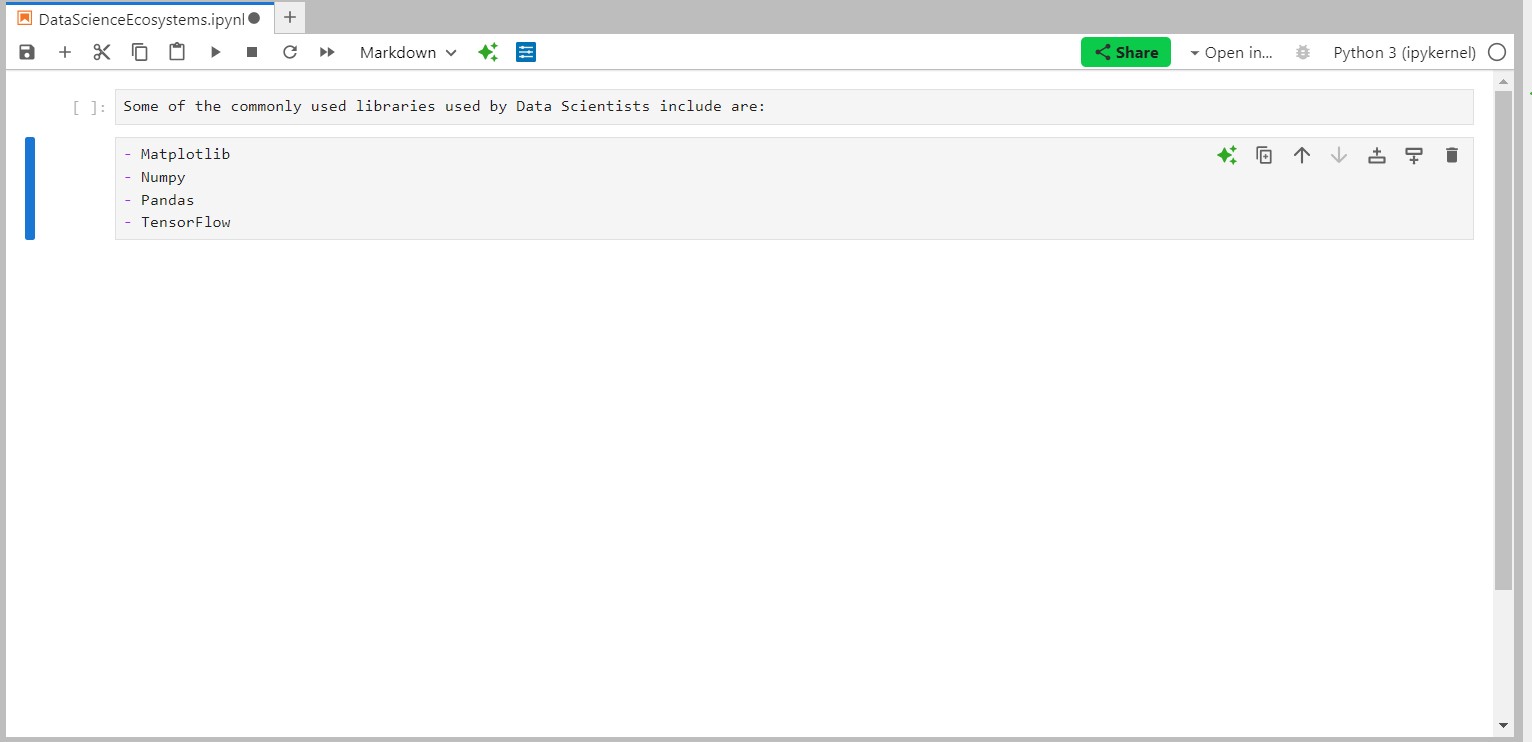 DataScienceEcosystems.ipynl
Markdown
Share
Open in...
Python 3 (ipykernel)
[ ]:
Some of the commonly used libraries used by Data Scientists include are:
- Matplotlib
- Numpy
- Pandas
- TensorFlow